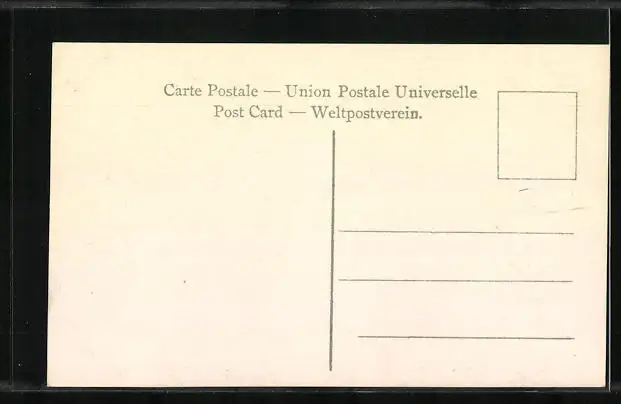 Carte Postale — Union Postale Universelle
Post Card — Weltpostverein.